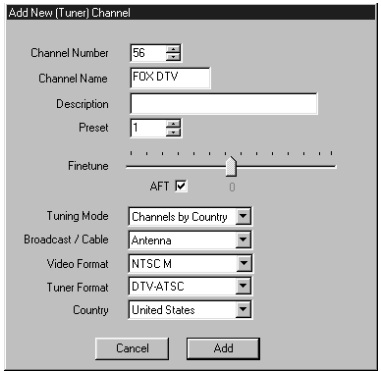 Add New (Tuner) Channel
Channel Number 56
Channel Name FOX DTV
Description
Preset 1
Finetune
AFT 0
Tuning Mode Channels by Country
Broadcast / Cable Antenna
Video Format NTSC M
Tuner Format DTV-ATSC
Country United States
Cancel Add